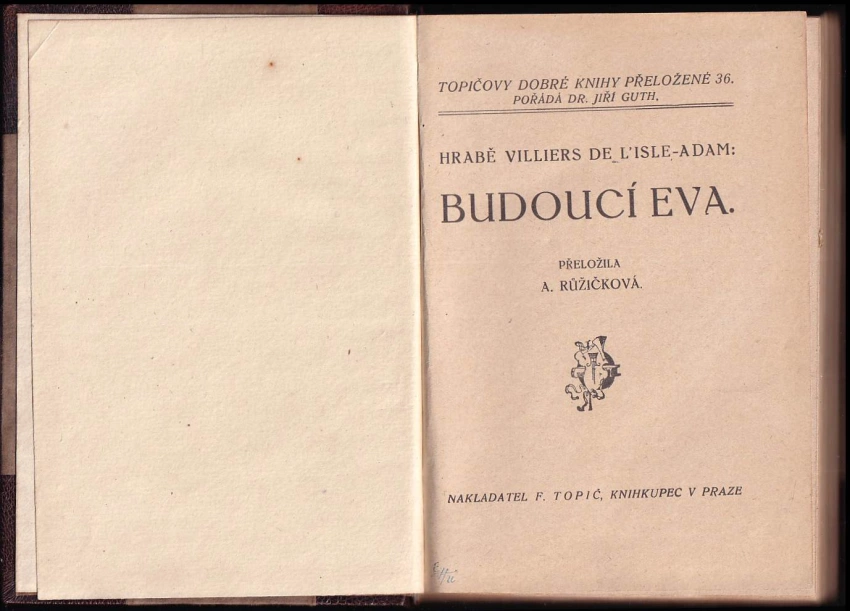 TOPIČOVY DOBRÉ KNIHY PŘELOŽENÉ 36.
POŘÁDÁ DR. JIŘÍ GUTH.
HRABĚ VILLIERS DE L'ISLE-ADAM:
BUDOUCÍ EVA.
PŘELOŽILA
A. RŮŽIČKOVÁ.
NAKLADATEL F. TOPIČ, KNIHKUPEC V PRAZE